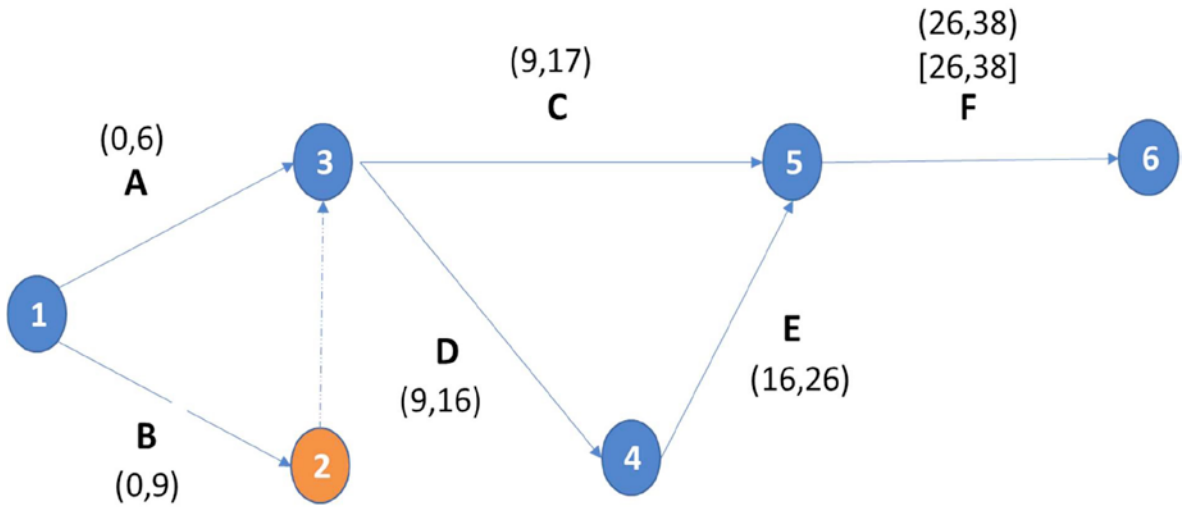 (26,38)
[26,38]
F
(9,17)
C
(0,6)
A
3
5
6
1
D
(9,16)
E
(16,26)
B
(0,9)
2
4